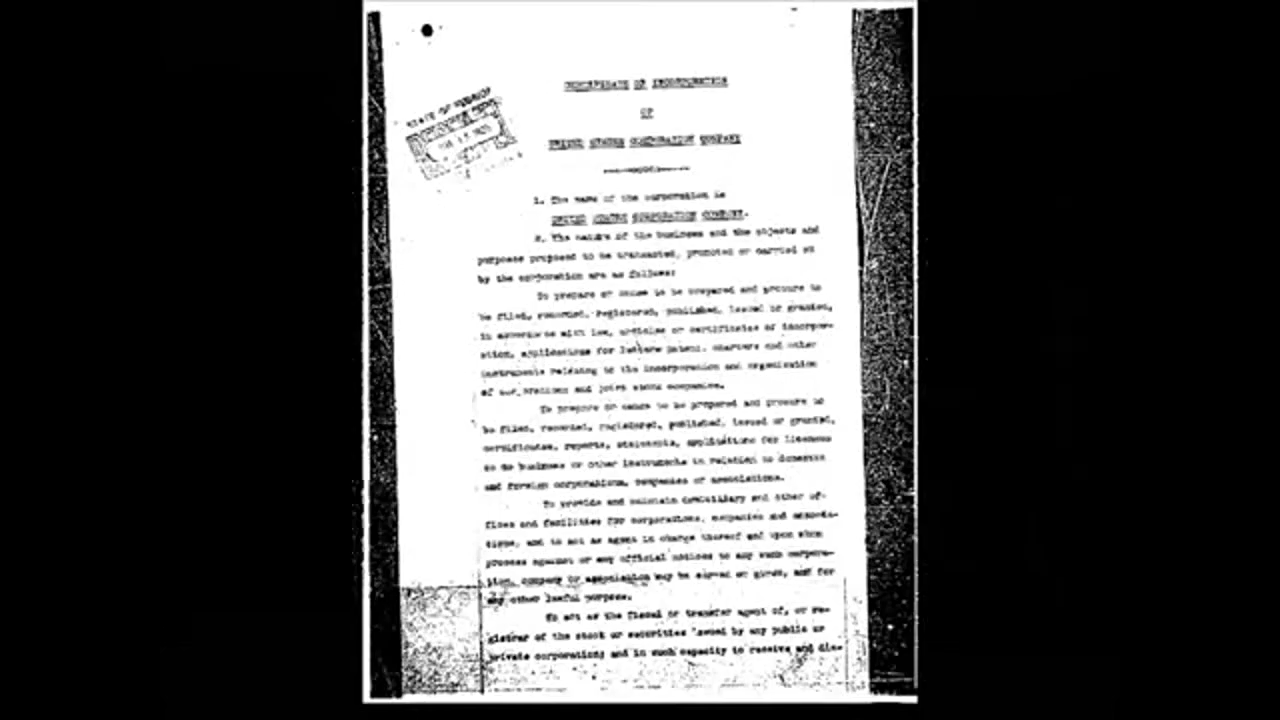 CERTIFICATE OF INCORPORATION
OF
UNITED STATES CORPORATION COMPANY
STATE OF
1. The name of the corporation is
UNITED STATES CORPORATION COMPANY.
2. The nature of the business and the objects and
purposes proposed to be transacted, promoted or carried on
by the corporation are as follows:
To prepare or cause to be prepared and procure to
be filed, recorded, registered, published, issued or granted,
in accordance with law, articles or certificates of incorpor-
ation, applications for letters patent, charters and other
instruments relating to the incorporation and organization
of corporations and joint stock companies.
To prepare or cause to be prepared and procure to
be filed, recorded, registered, published, issued or granted,
certificates, reports, statements, applications for licenses
to do business or other instruments in relation to domestic
and foreign corporations, companies or associations.
To provide and maintain domiciliary and other of-
fices and facilities for corporations, companies and associa-
tions, and to act as agent in charge thereof and upon whom
process against or any official notices to any such corpora-
tion, company or association may be served or given, and for
any other lawful purpose.
To act as the fiscal or transfer agent of, or re-
gistrar of the stock or securities issued by any public or
private corporation; and in such capacity to receive and dis-